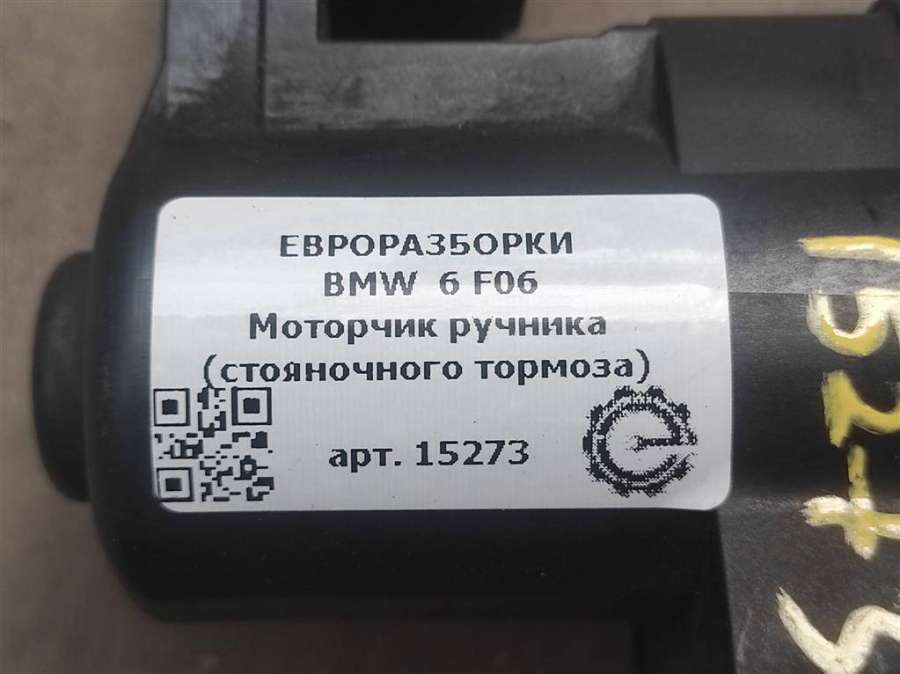 ЕВРОРАЗБОРКИ
BMW 6 F06
Моторчик ручника
(стояночного тормоза)
арт. 15273